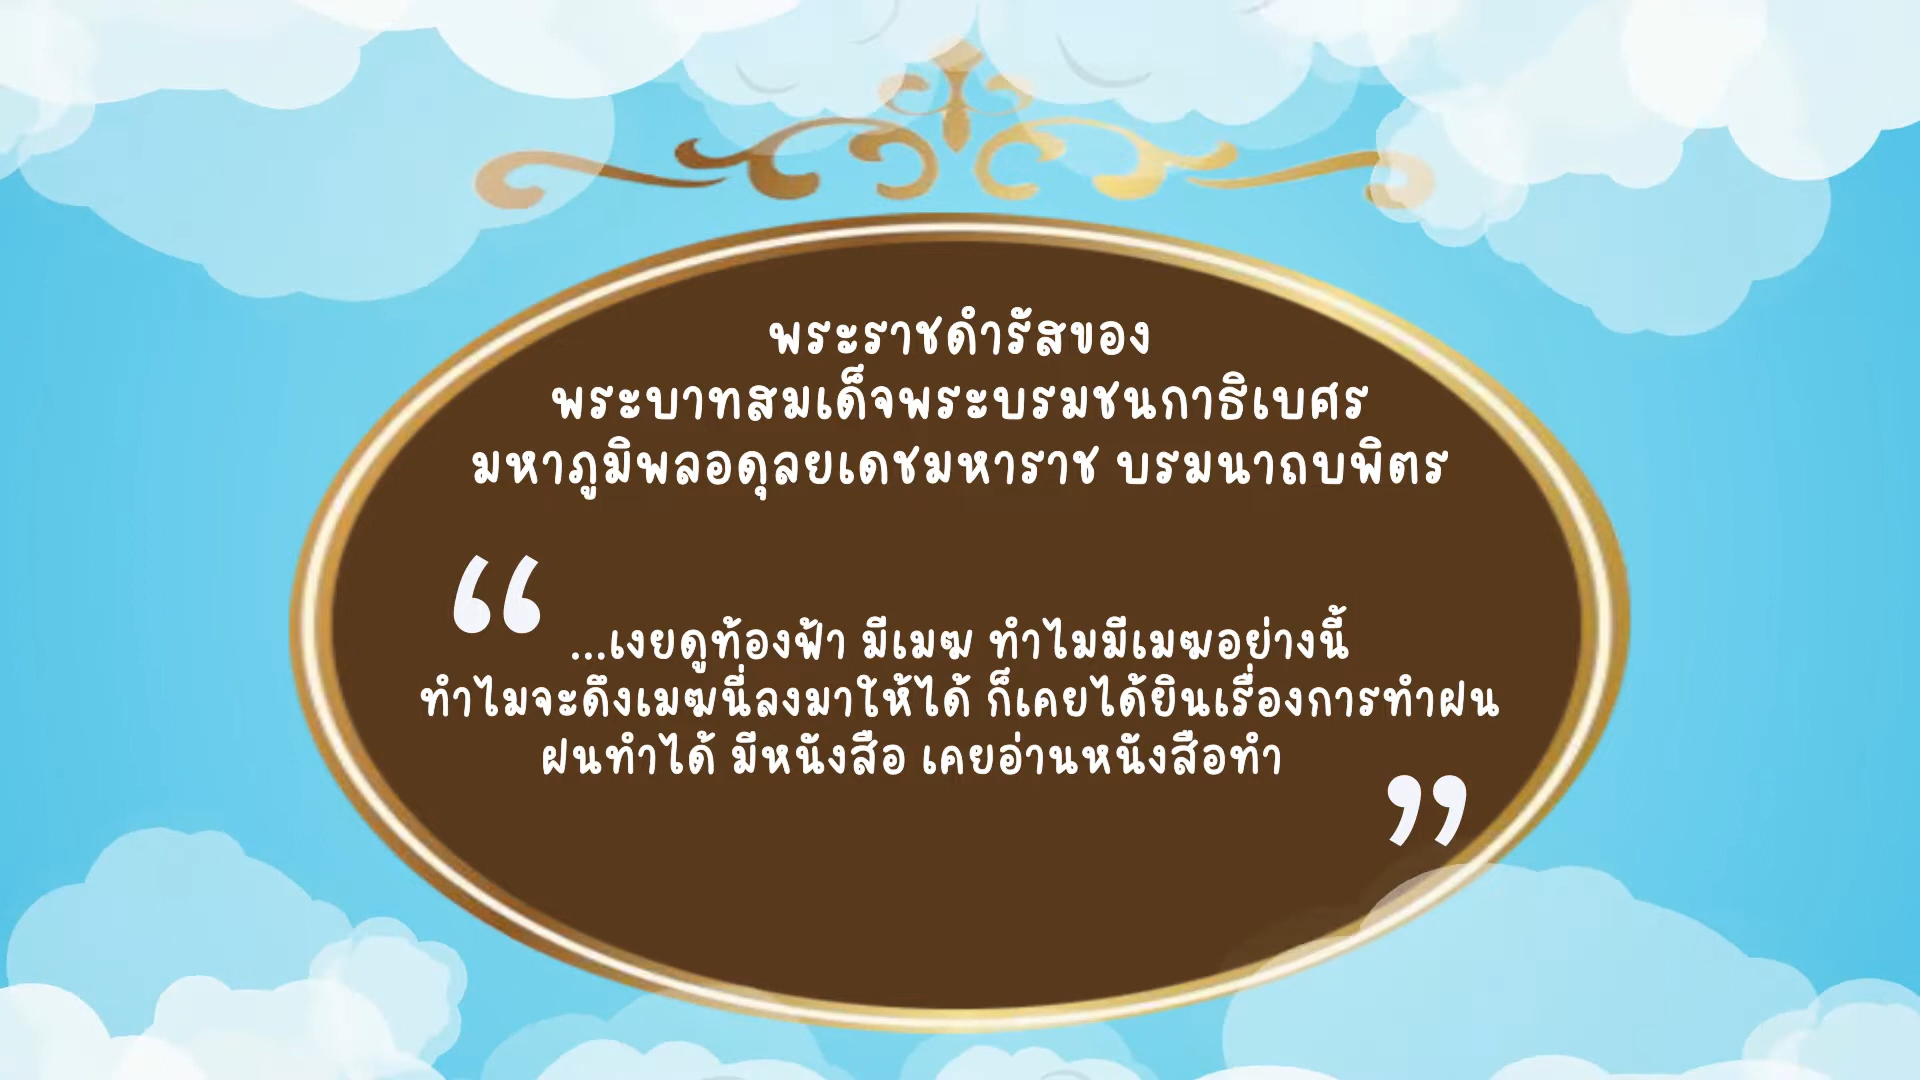 พระราชดำรัสของ
พระบาทสมเด็จพระบรมชนกาธิเบศร
มหาภูมิพลอดุลยเดชมหาราช บรมนาถบพิตร
“ ...เงยดูท้องฟ้า มีเมฆ ทำไมมีเมฆอย่างนี้
ทำไมจะดึงเมฆนี่ลงมาให้ได้ ก็เคยได้ยินเรื่องการทำฝน
ฝนทำได้ มีหนังสือ เคยอ่านหนังสือทำ ”